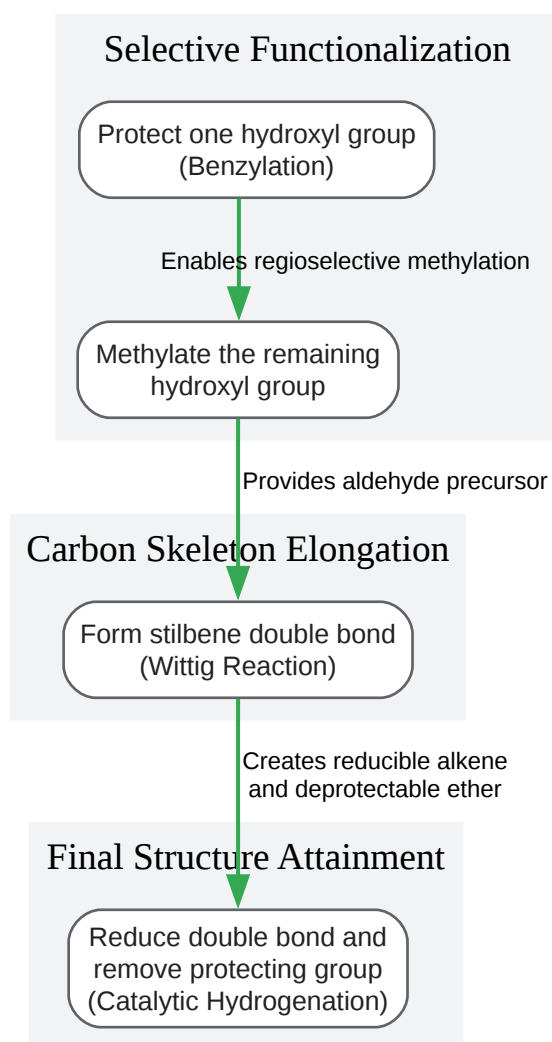 Selective Functionalization
Protect one hydroxyl group
(Benzylation)
Enables regioselective methylation
Methylate the remaining
hydroxyl group
Provides aldehyde precursor
Carbon Skeleton Elongation
Form stilbene double bond
(Wittig Reaction)
Creates reducible alkene
and deprotectable ether
Final Structure Attainment
Reduce double bond and
remove protecting group
(Catalytic Hydrogenation)